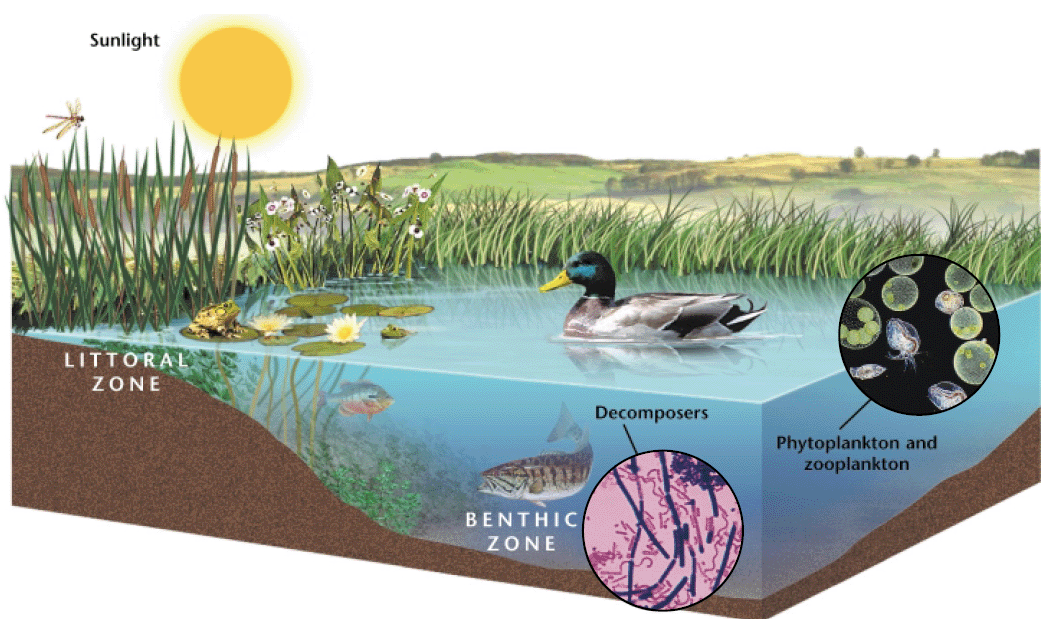 Sunlight
LITTORAL
ZONE
Decomposers
Phytoplankton and
zooplankton
BENTHIC
ZONE